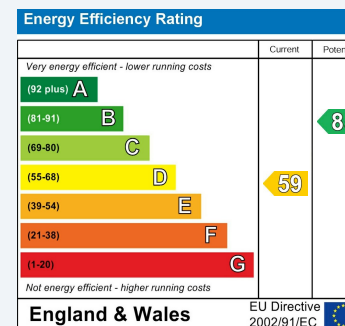 Energy Efficiency Rating
Current
Very energy efficient - lower running costs
(92 plus) A
(81-91) B
(69-80) C
(55-68) D
59
(39-54) E
(21-38) F
(1-20) G
Not energy efficient - higher running costs
England & Wales
EU Directive
2002/91/EC